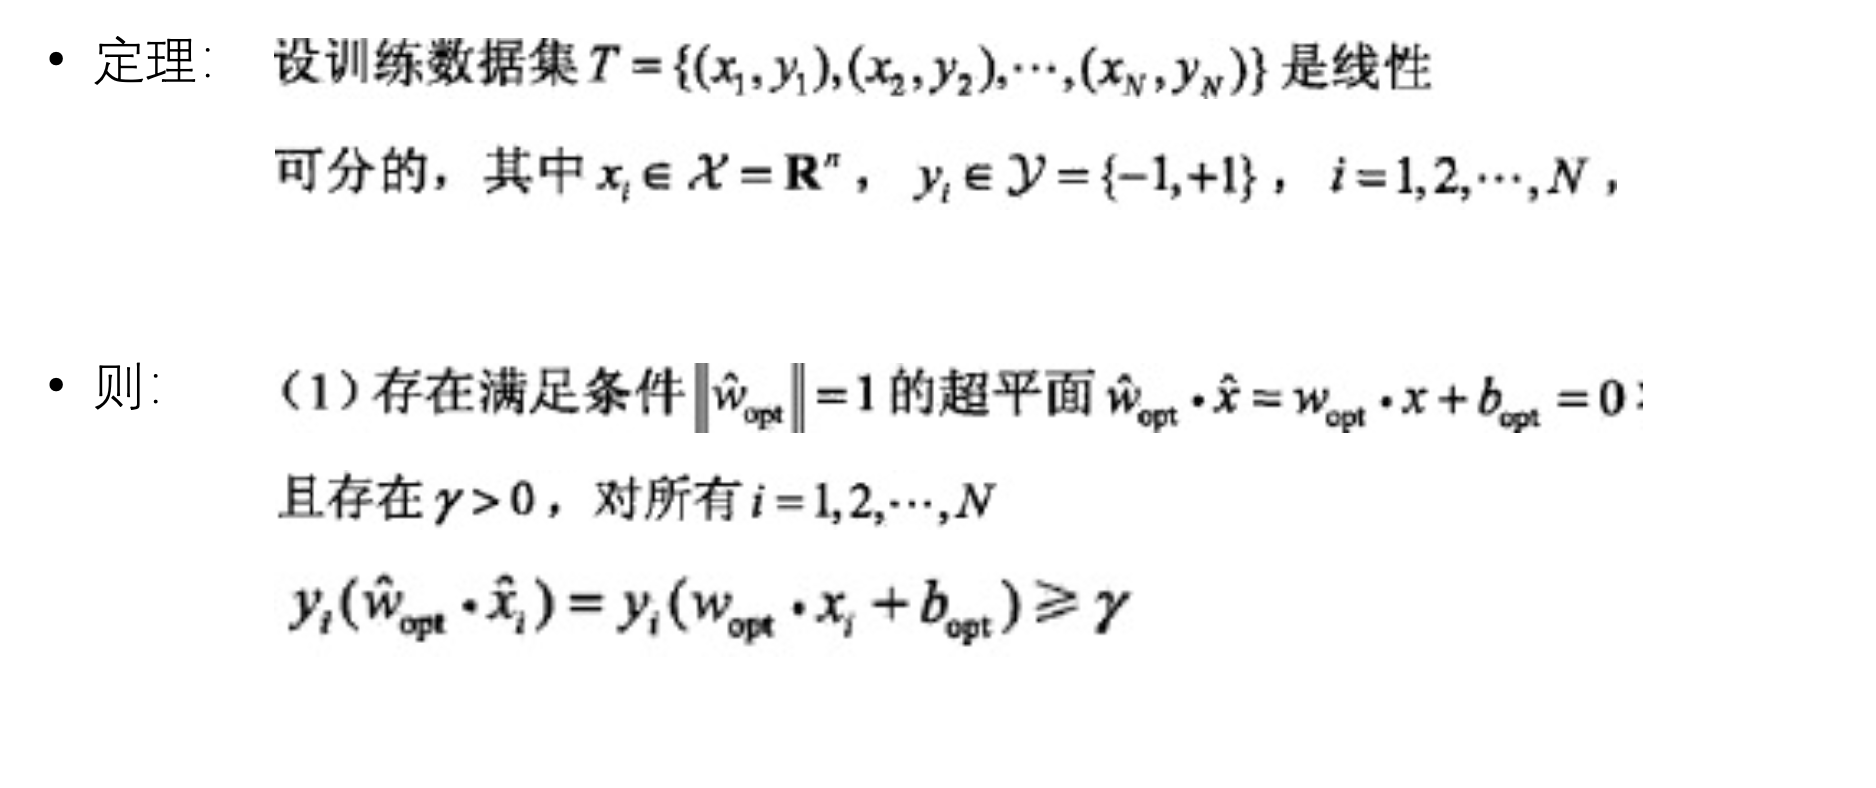 • 定理： 设训练数据集 T = {(x₁, y₁),(x₂, y₂),⋯,(x_N, y_N)} 是线性
可分的，其中 xᵢ ∈ 𝒳 = Rⁿ， yᵢ ∈ 𝒴 = {−1,+1}， i = 1,2,⋯,N，
• 则： （1）存在满足条件 ‖ŵ_opt‖ = 1 的超平面 ŵ_opt • x̂ = w_opt • x + b_opt = 0
且存在 γ > 0，对所有 i = 1,2,⋯,N
yᵢ(ŵ_opt • x̂ᵢ) = yᵢ(w_opt • xᵢ + b_opt) ⩾ γ